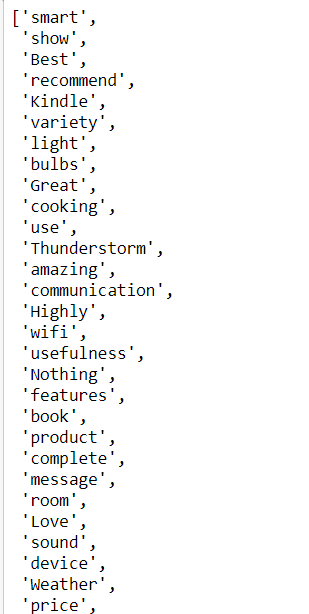 ['smart',
'show',
'Best',
'recommend',
'Kindle',
'variety',
'light',
'bulbs',
'Great',
'cooking',
'use',
'Thunderstorm',
'amazing',
'communication',
'Highly',
'wifi',
'usefulness',
'Nothing',
'features',
'book',
'product',
'complete',
'message',
'room',
'Love',
'sound',
'device',
'Weather',
'price',